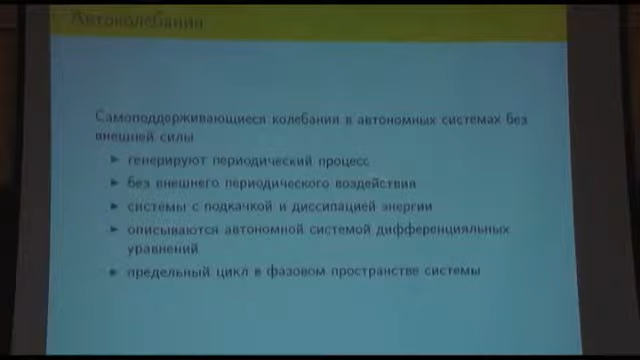 Автоколебания
Самоподдерживающиеся колебания в автономных системах без
внешней силы
генерируют периодический процесс
без внешнего периодического воздействия
системы с подкачкой и диссипацией энергии
описываются автономной системой дифференциальных
уравнений
предельный цикл в фазовом пространстве системы